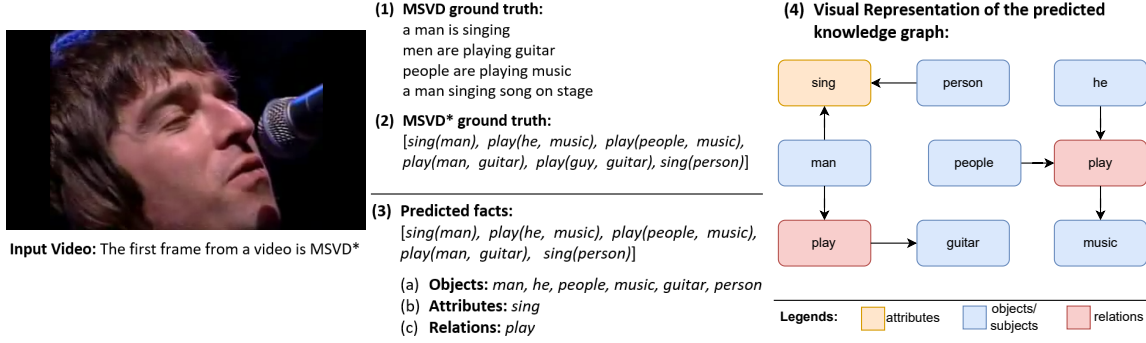 Input Video: The first frame from a video is MSVD*
(1) MSVD ground truth:
a man is singing
men are playing guitar
people are playing music
a man singing song on stage
(2) MSVD* ground truth:
[sing(man), play(he, music), play(people, music),
play(man, guitar), play(guy, guitar), sing(person)]
(3) Predicted facts:
[sing(man), play(he, music), play(people, music),
play(man, guitar), sing(person)]
(a) Objects: man, he, people, music, guitar, person
(b) Attributes: sing
(c) Relations: play
(4) Visual Representation of the predicted
knowledge graph:
sing
person
he
man
people
play
play
guitar
music
Legends:
attributes
objects/
subjects
relations